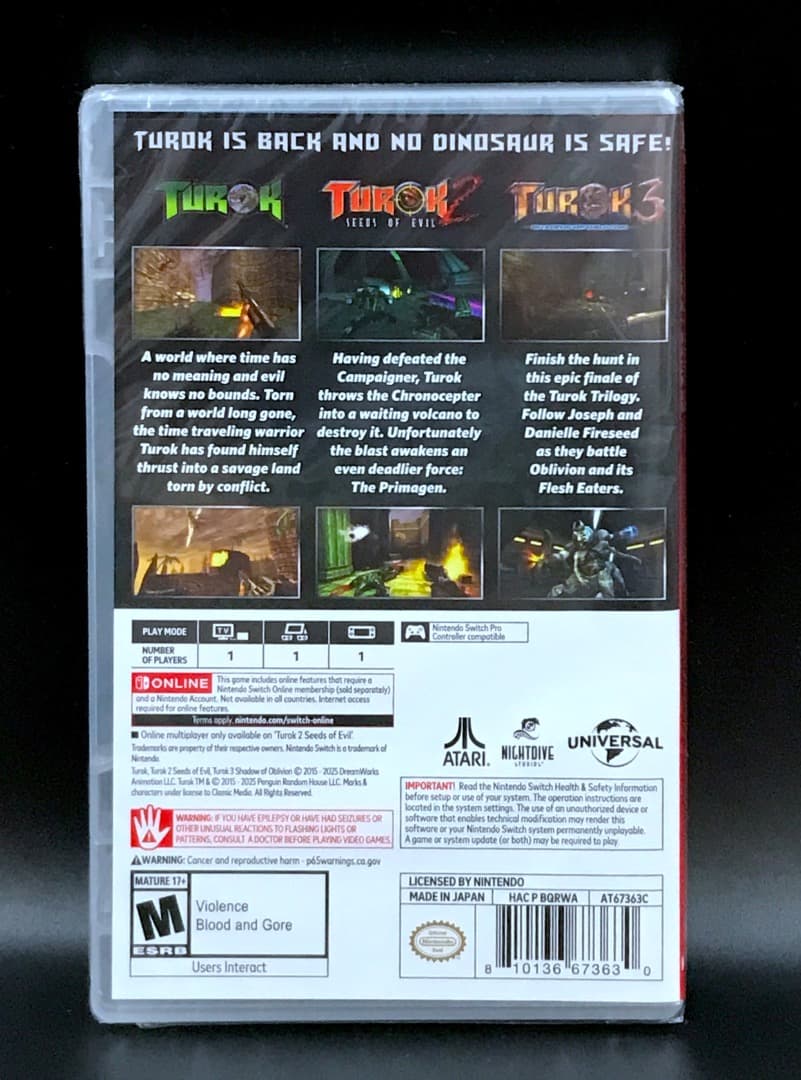 TUROK IS BACK AND NO DINOSAUR IS SAFE!
TUROK
TUROK 2
SEEDS OF EVIL
TUROK 3
A world where time has
no meaning and evil
knows no bounds. Torn
from a world long gone,
the time traveling warrior
Turok has found himself
thrust into a savage land
torn by conflict.
Having defeated the
Campaigner, Turok
throws the Chronocepter
into a waiting volcano to
destroy it. Unfortunately
the blast awakens an
even deadlier force:
The Primagen.
Finish the hunt in
this epic finale of
the Turok Trilogy.
Follow Joseph and
Danielle Fireseed
as they battle
Oblivion and its
Flesh Eaters.
PLAY MODE
TV
NUMBER
OF PLAYERS
1 1 1
Nintendo Switch Pro
Controller compatible
ONLINE
This game includes online features that require a
Nintendo Switch Online membership (sold separately)
and a Nintendo Account. Not available in all countries. Internet access
required for online features.
Terms apply. nintendo.com/switch-online
■ Online multiplayer only available on 'Turok 2 Seeds of Evil'.
Trademarks are property of their respective owners. Nintendo Switch is a trademark of
Nintendo.
Turok, Turok 2 Seeds of Evil, Turok 3 Shadow of Oblivion © 2015 - 2025 DreamWorks
Animation LLC. Turok TM & © 2015 - 2025 Penguin Random House LLC. Marks &
characters under license to Classic Media. All Rights Reserved.
ATARI
NIGHTDIVE
STUDIOS
UNIVERSAL
WARNING: IF YOU HAVE EPILEPSY OR HAVE HAD SEIZURES OR
OTHER UNUSUAL REACTIONS TO FLASHING LIGHTS OR
PATTERNS, CONSULT A DOCTOR BEFORE PLAYING VIDEO GAMES.
⚠WARNING: Cancer and reproductive harm - p65warnings.ca.gov
IMPORTANT! Read the Nintendo Switch Health & Safety Information
before setup or use of your system. The operation instructions are
located in the system settings. The use of an unauthorized device or
software that enables technical modification may render this
software or your Nintendo Switch system permanently unplayable.
A game or system update (or both) may be required to play.
MATURE 17+
M
ESRB
Violence
Blood and Gore
Users Interact
LICENSED BY NINTENDO
MADE IN JAPAN HAC P BQRWA AT67363C
Official
Nintendo
Seal
8 10136 67363 0